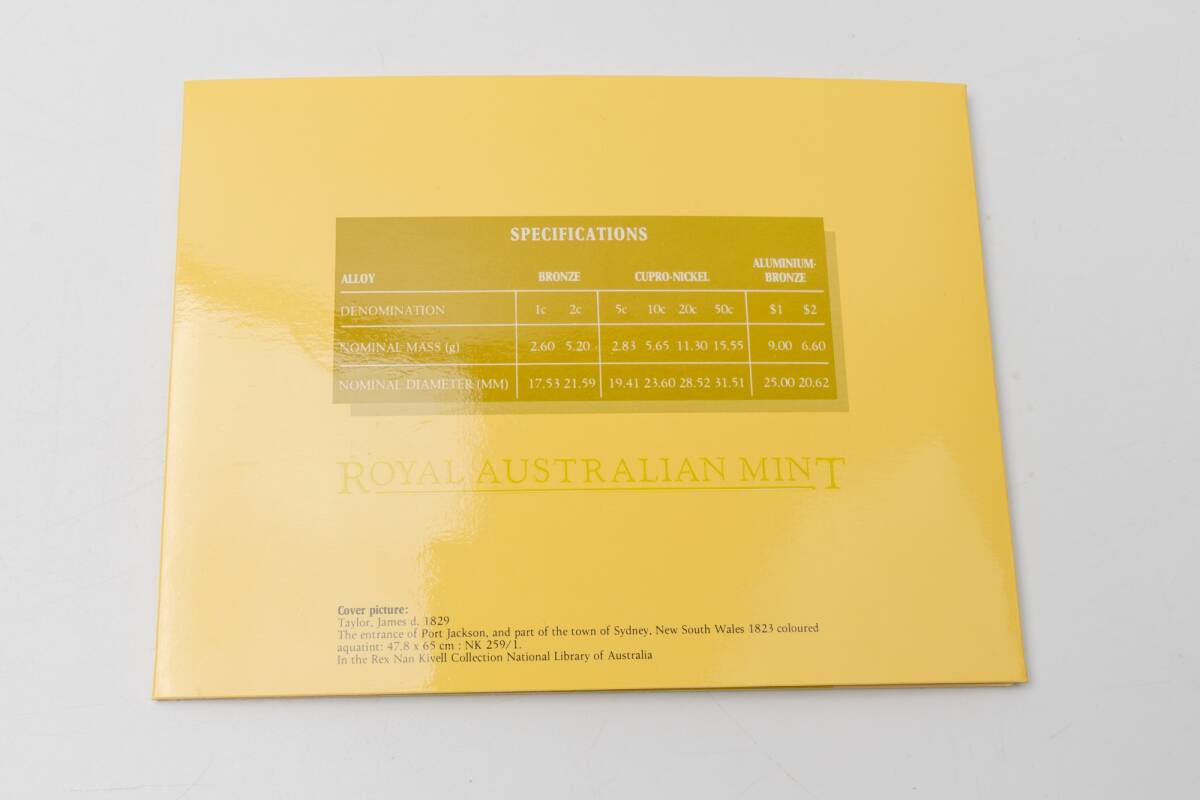 SPECIFICATIONS
ALLOY BRONZE CUPRO-NICKEL ALUMINIUM-
BRONZE
DENOMINATION 1c 2c 5c 10c 20c 50c $1 $2
NOMINAL MASS (g) 2.60 5.20 2.83 5.65 11.30 15.55 9.00 6.60
NOMINAL DIAMETER (MM) 17.53 21.59 19.41 23.60 28.52 31.51 25.00 20.62
ROYAL AUSTRALIAN MINT
Cover picture:
Taylor, James d. 1829
The entrance of Port Jackson, and part of the town of Sydney, New South Wales 1823 coloured
aquatint: 47.8 x 65 cm : NK 259/1.
In the Rex Nan Kivell Collection National Library of Australia